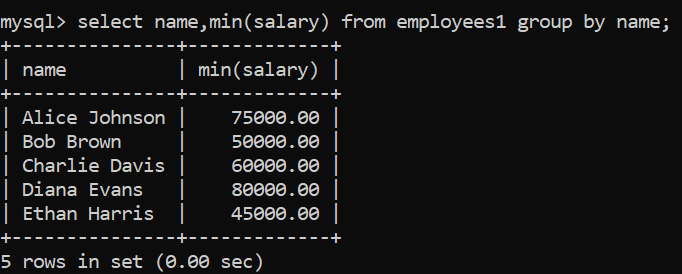 mysql> select name,min(salary) from employees1 group by name;
+---------------+-------------+
| name          | min(salary) |
+---------------+-------------+
| Alice Johnson |    75000.00 |
| Bob Brown     |    50000.00 |
| Charlie Davis |    60000.00 |
| Diana Evans   |    80000.00 |
| Ethan Harris  |    45000.00 |
+---------------+-------------+
5 rows in set (0.00 sec)